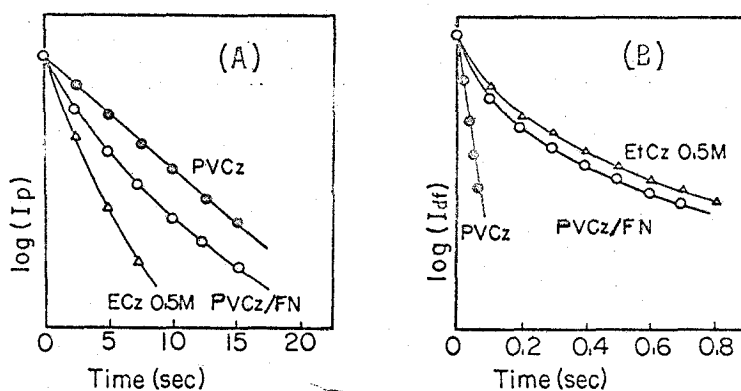 (A)
PVCz
ECz 0.5M PVCz/FN
log (Ip)
0 5 10 15 20
Time (sec)
(B)
EtCz 0.5M
PVCz
PVCz/FN
log (Idf)
0 0.2 0.4 0.6 0.8
Time (sec)